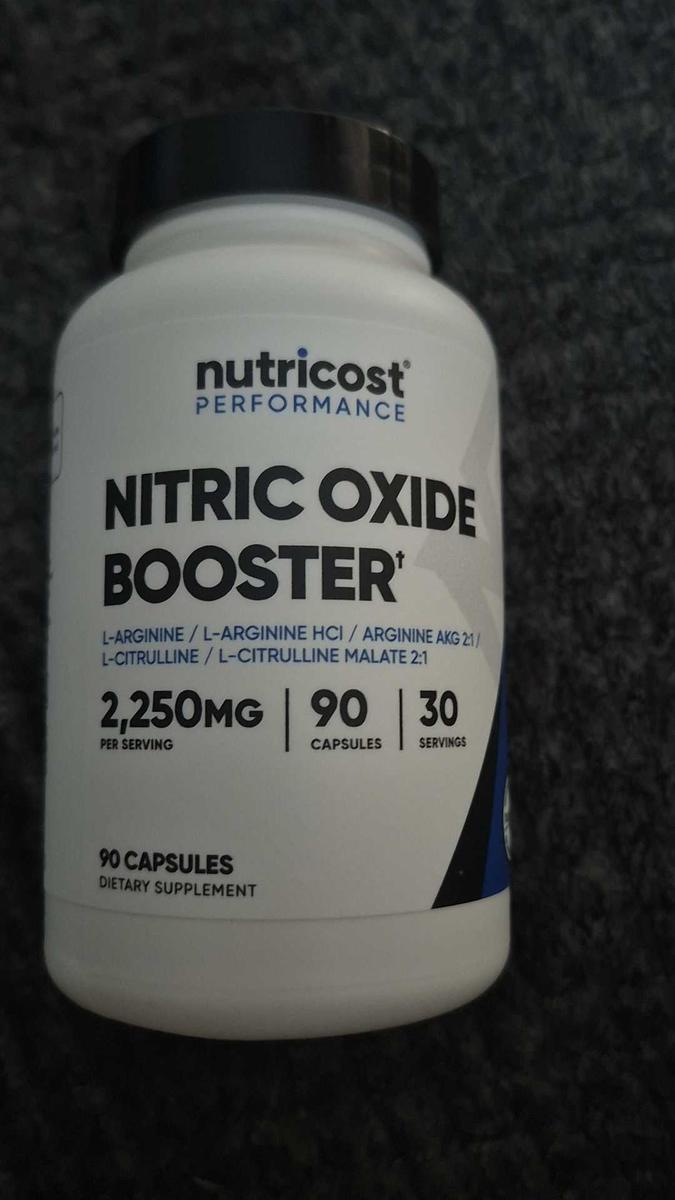 nutricost®
PERFORMANCE
NITRIC OXIDE
BOOSTER†
L-ARGININE / L-ARGININE HCl / ARGININE AKG 2:1 /
L-CITRULLINE / L-CITRULLINE MALATE 2:1
2,250MG | 90 | 30
PER SERVING CAPSULES SERVINGS
90 CAPSULES
DIETARY SUPPLEMENT